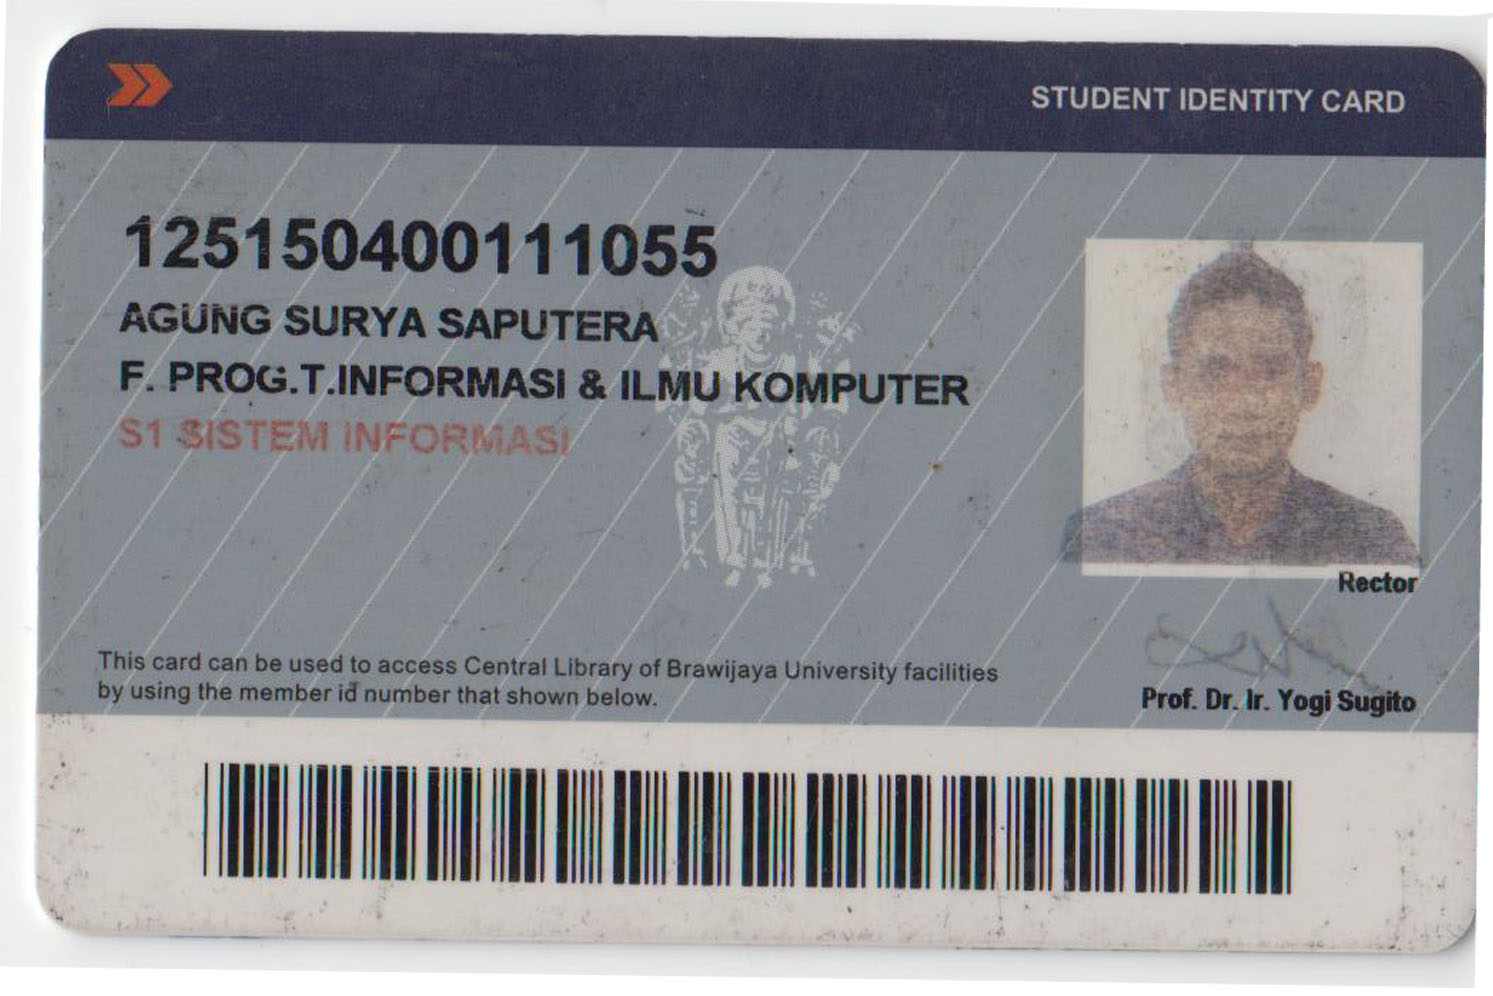 STUDENT IDENTITY CARD
125150400111055
AGUNG SURYA SAPUTERA
F. PROG.T.INFORMASI & ILMU KOMPUTER
S1 SISTEM INFORMASI
Rector
This card can be used to access Central Library of Brawijaya University facilities
by using the member id number that shown below.
Prof. Dr. Ir. Yogi Sugito